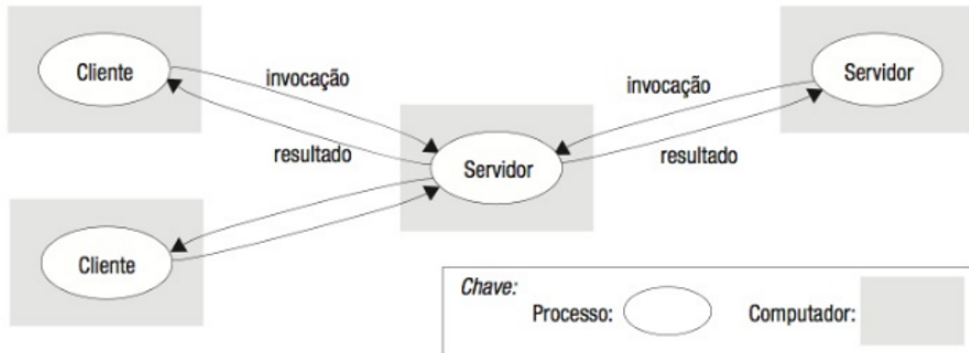 Cliente
invocação
resultado
Servidor
invocação
resultado
Servidor
Cliente
Chave:
Processo:
Computador: